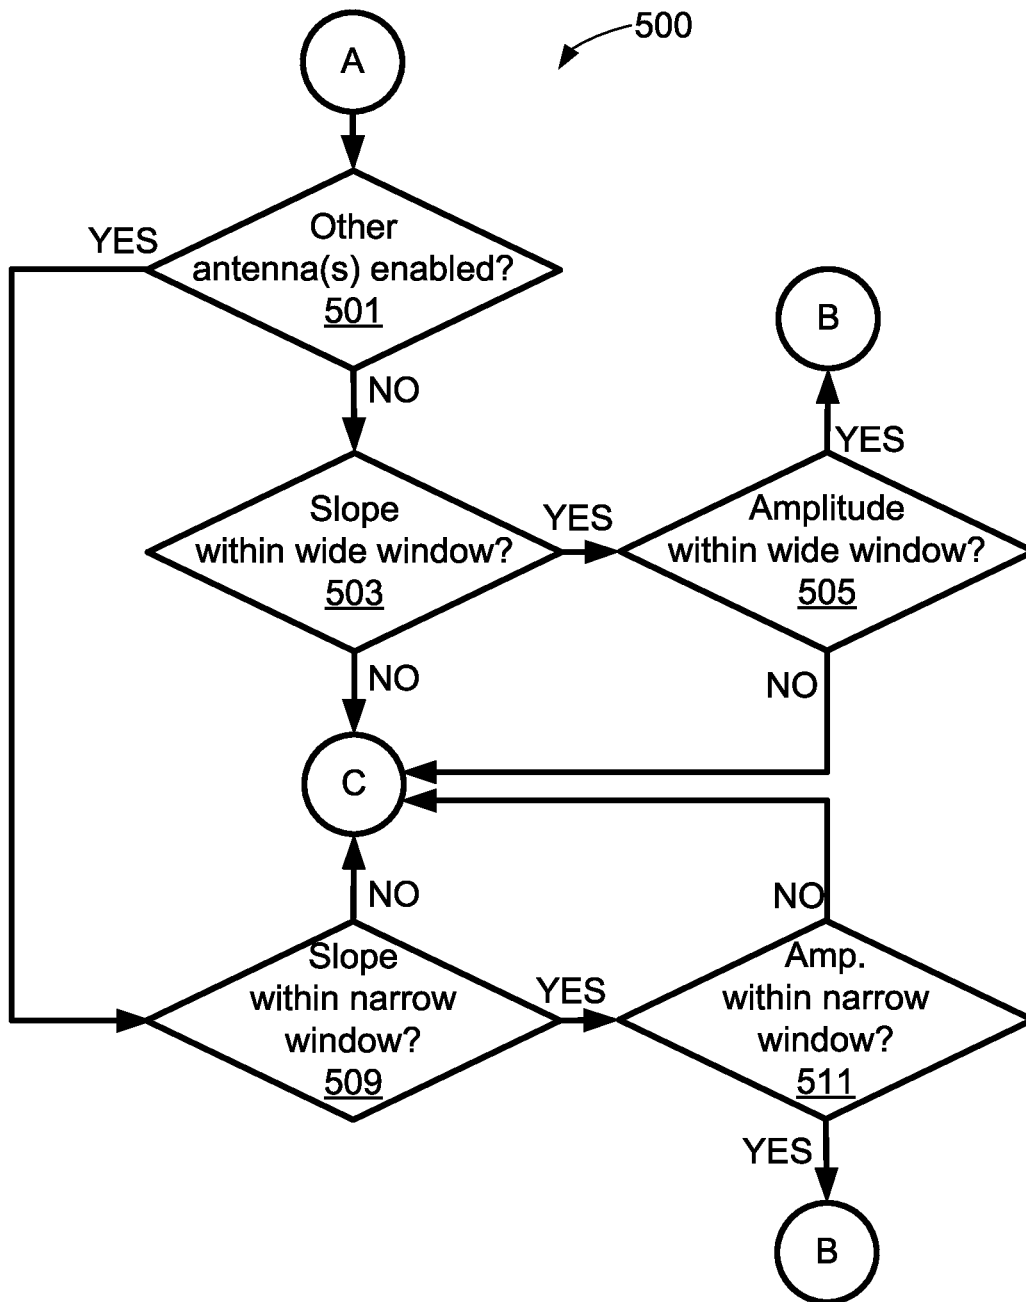 500
A
YES
Other
antenna(s) enabled?
501
NO
B
YES
Slope
within wide window?
503
YES
Amplitude
within wide window?
505
NO
NO
C
NO
NO
Slope
within narrow
window?
509
YES
Amp.
within narrow
window?
511
YES
B